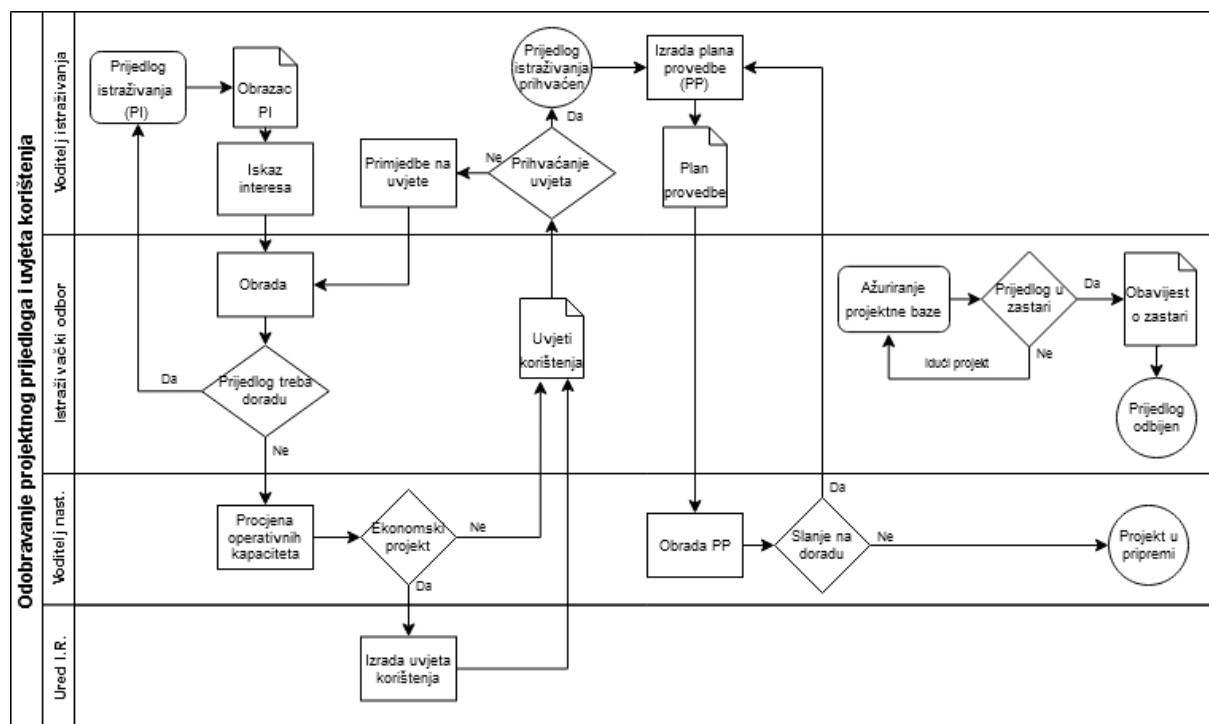 Odobravanje projektnog prijedloga i uvjeta korištenja
Voditelj istraživanja
Prijedlog
istraživanja
(PI)
Obrazac
PI
Iskaz
interesa
Primjedbe na
uvjete
Ne
Prihvaćanje
uvjeta
Da
Prijedlog
istraživanja
prihvaćen
Izrada plana
provedbe
(PP)
Plan
provedbe
Istraživački odbor
Obrada
Da
Prijedlog treba
doradu
Ne
Uvjeti
korištenja
Ažuriranje
projektne baze
Prijedlog u
zastari
Da
Ne
Idući projekt
Obavijest
o zastari
Prijedlog
odbijen
Voditelj nast.
Procjena
operativnih
kapaciteta
Ekonomski
projekt
Ne
Da
Obrada PP
Slanje na
doradu
Da
Ne
Projekt u
pripremi
Ured I.R.
Izrada uvjeta
korištenja